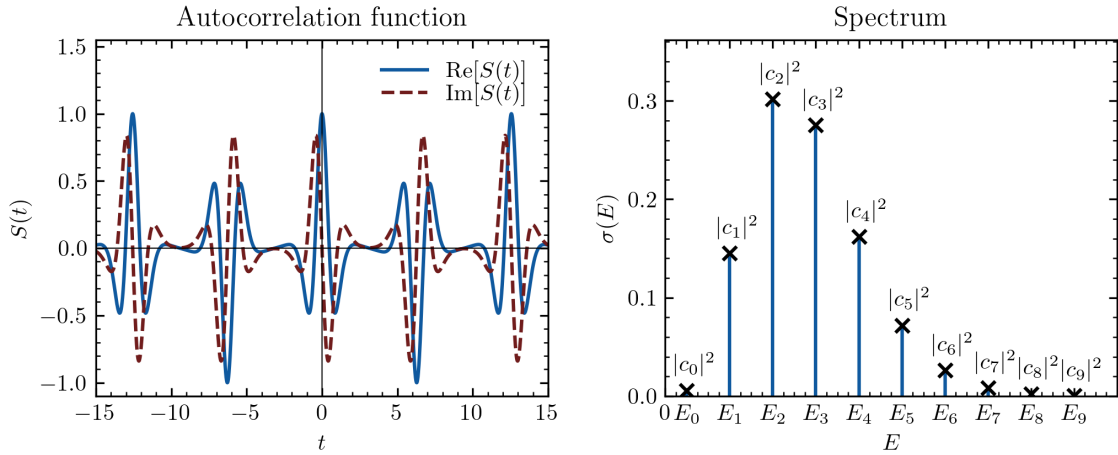 Autocorrelation function
1.5
1.0
0.5
0.0
−0.5
−1.0
S(t)
Re[S(t)]
Im[S(t)]
−15 −10 −5 0 5 10 15
t
Spectrum
0.3
0.2
0.1
0.0
σ(E)
|c₀|²
|c₁|²
|c₂|²
|c₃|²
|c₄|²
|c₅|²
|c₆|²
|c₇|²
|c₈|²
|c₉|²
0 E₀ E₁ E₂ E₃ E₄ E₅ E₆ E₇ E₈ E₉
E